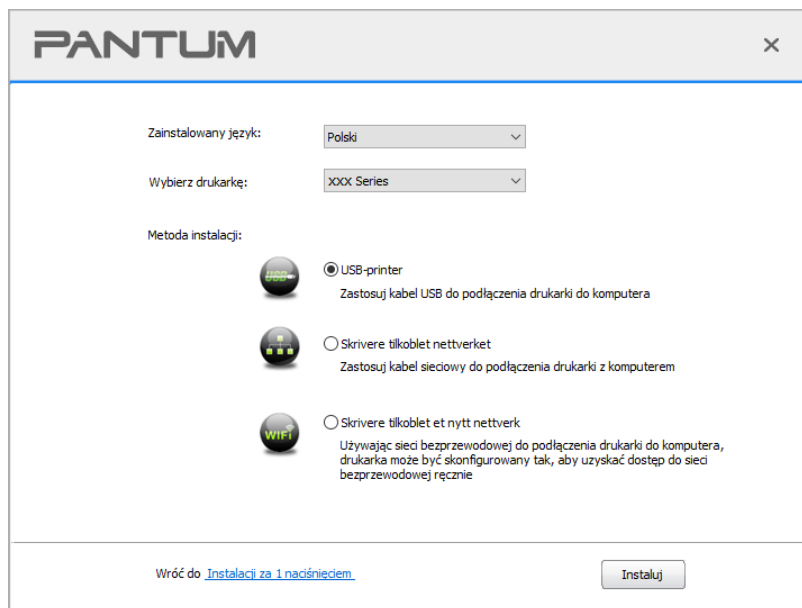 PANTUM
Zainstalowany język:
Polski
Wybierz drukarkę:
XXX Series
Metoda instalacji:
USB
USB-printer
Zastosuj kabel USB do podłączenia drukarki do komputera
Skrivere tilkoblet nettverket
Zastosuj kabel sieciowy do podłączenia drukarki z komputerem
WiFi
Skrivere tilkoblet et nytt nettverk
Używając sieci bezprzewodowej do podłączenia drukarki do komputera,
drukarka może być skonfigurowany tak, aby uzyskać dostęp do sieci
bezprzewodowej ręcznie
Wróć do Instalacji za 1 naciśnięciem
Instaluj